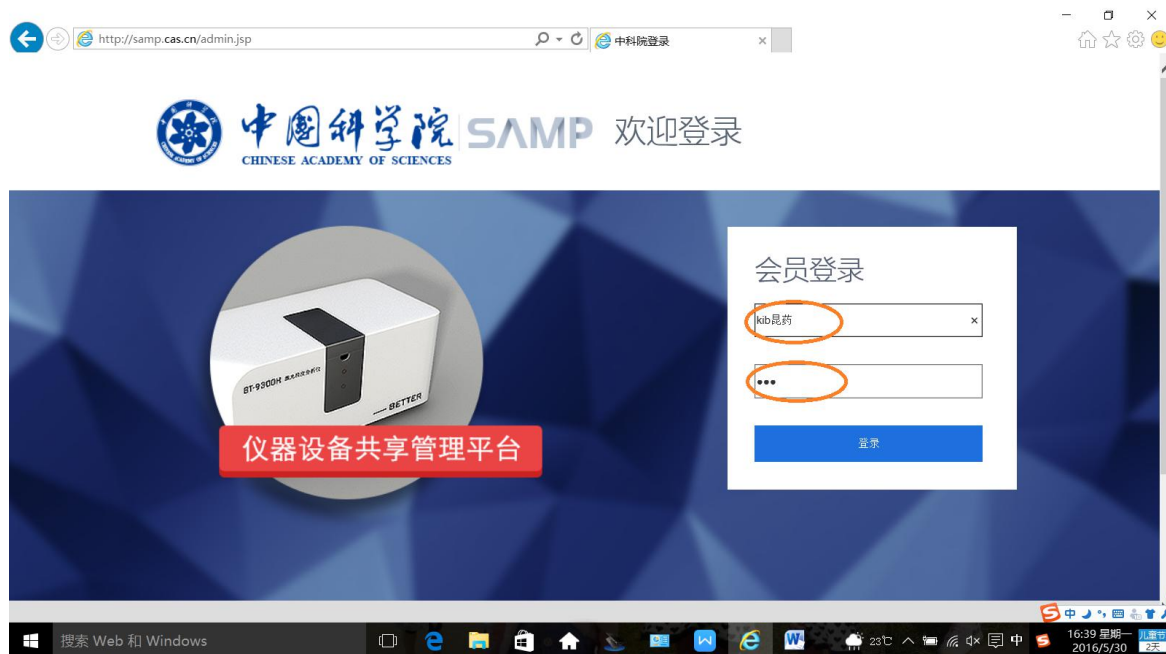 http://samp.cas.cn/admin.jsp
中科院登录
中国科学院
CHINESE ACADEMY OF SCIENCES
SAMP
欢迎登录
BT-9300H
BETTER
仪器设备共享管理平台
会员登录
kib昆药
登录
中
搜索 Web 和 Windows
23℃
中
16:39 星期一
2016/5/30
儿童节
2天